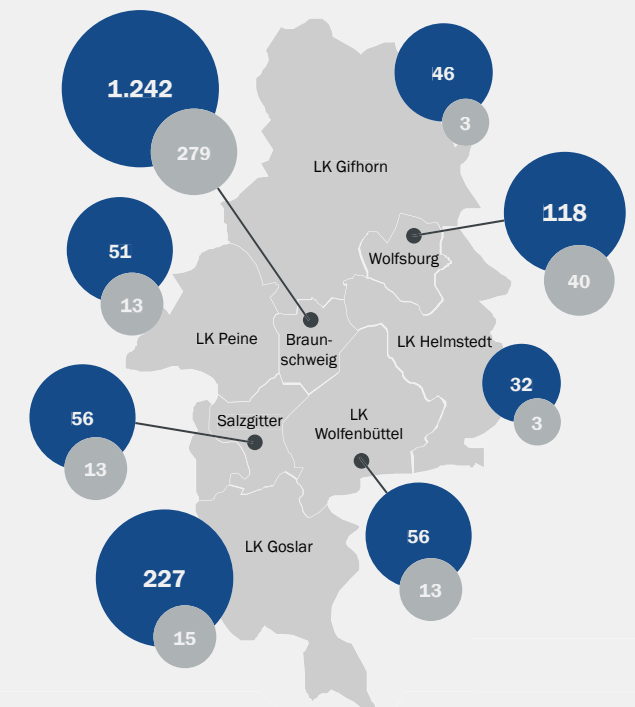 1.242
279
46
3
LK Gifhorn
118
40
Wolfsburg
51
13
LK Peine
Braun-
schweig
LK Helmstedt
32
3
56
13
Salzgitter
LK
Wolfenbüttel
56
13
LK Goslar
227
15